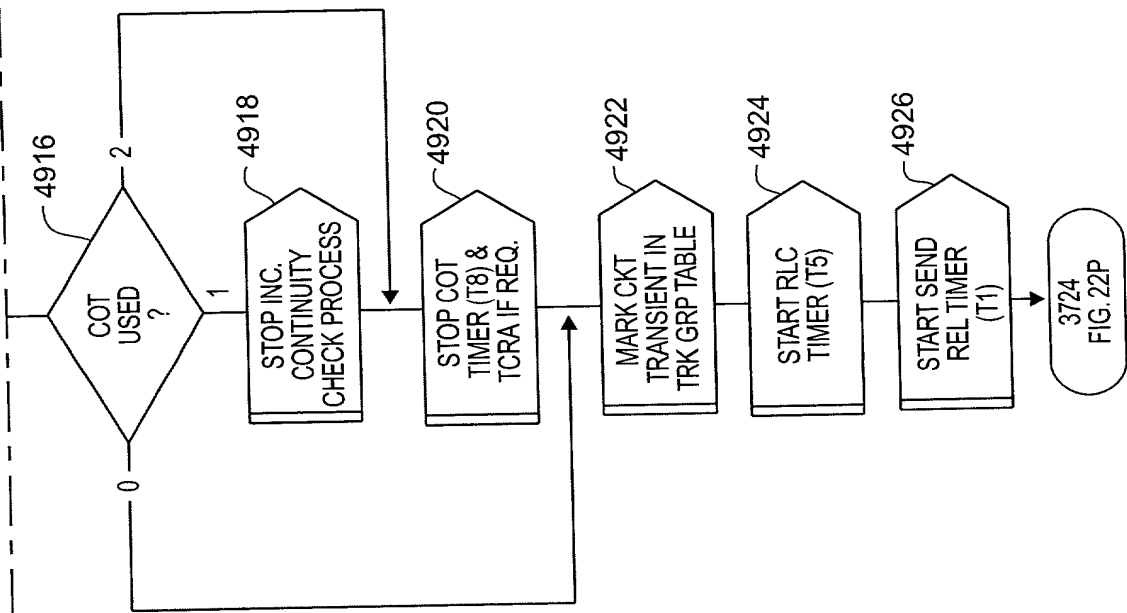 4916
COT
USED
?
0
2
1
4918
STOP INC.
CONTINUITY
CHECK PROCESS
4920
STOP COT
TIMER (T8) &
TCRA IF REQ.
4922
MARK CKT
TRANSIENT IN
TRK GRP TABLE
4924
START RLC
TIMER (T5)
4926
START SEND
REL TIMER
(T1)
3724
FIG. 22P